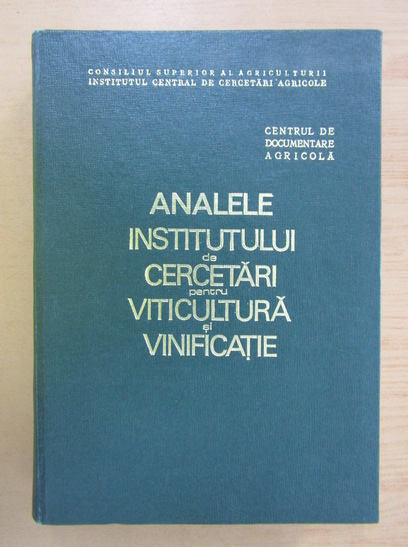 CONSILIUL SUPERIOR AL AGRICULTURII
INSTITUTUL CENTRAL DE CERCETĂRI AGRICOLE
CENTRUL DE
DOCUMENTARE
AGRICOLĂ
ANALELE
INSTITUTULUI
de
CERCETĂRI
pentru
VITICULTURĂ
și
VINIFICAȚIE